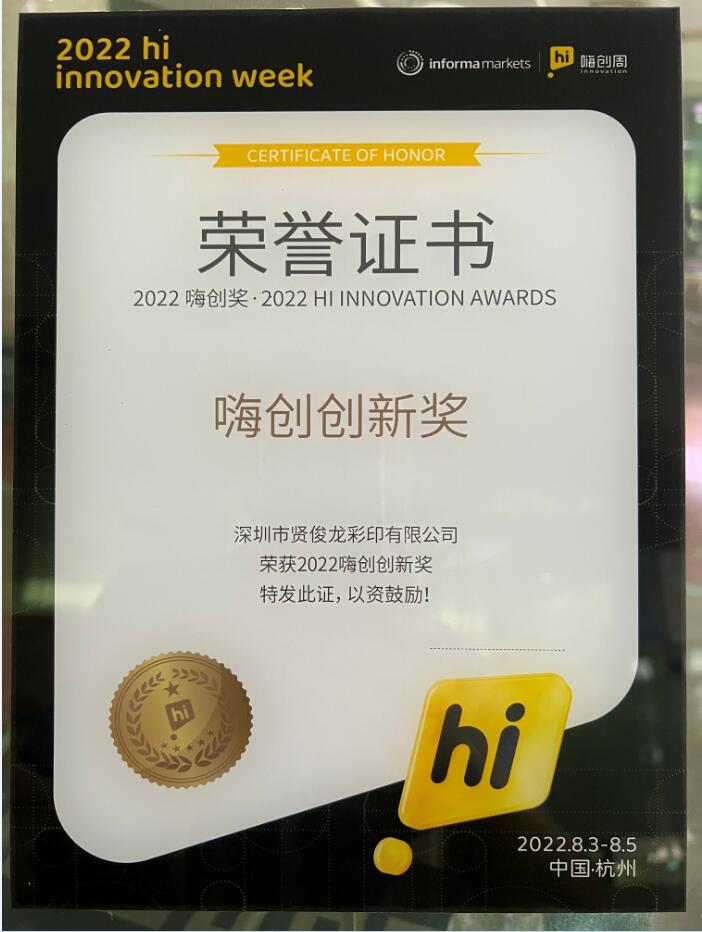 2022 hi
innovation week
informa markets
hi 嗨创周
innovation
CERTIFICATE OF HONOR
荣誉证书
2022 嗨创奖·2022 HI INNOVATION AWARDS
嗨创创新奖
深圳市贤俊龙彩印有限公司
荣获2022嗨创创新奖
特发此证，以资鼓励！
hi
hi
2022.8.3-8.5
中国·杭州